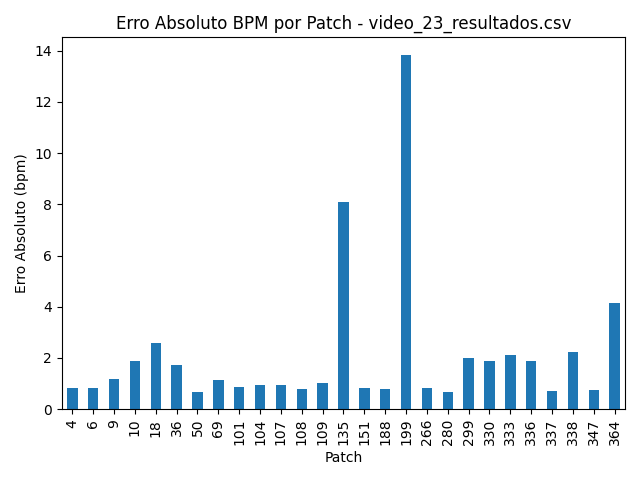 Erro Absoluto BPM por Patch - video_23_resultados.csv
Erro Absoluto (bpm)
14
12
10
8
6
4
2
0
4 6 9 10 18 36 50 69 101 104 107 108 109 135 151 188 199 266 280 299 330 333 336 337 338 347 364
Patch